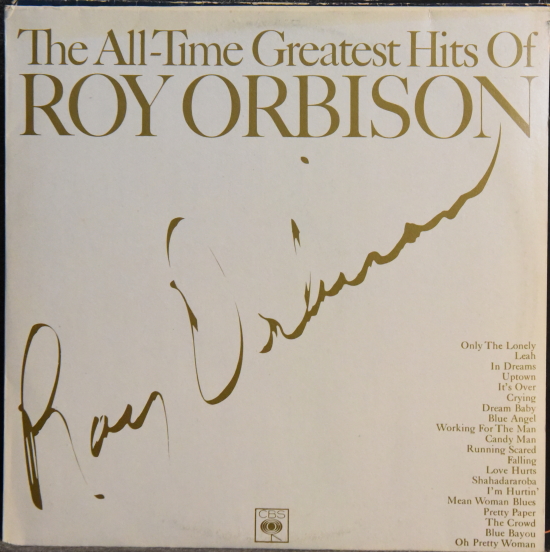 The All-Time Greatest Hits Of
ROY ORBISON
Roy Orbison
Only The Lonely
Leah
In Dreams
Uptown
It's Over
Crying
Dream Baby
Blue Angel
Working For The Man
Candy Man
Running Scared
Falling
Love Hurts
Shahadararoba
I'm Hurtin'
Mean Woman Blues
Pretty Paper
The Crowd
Blue Bayou
Oh Pretty Woman
CBS